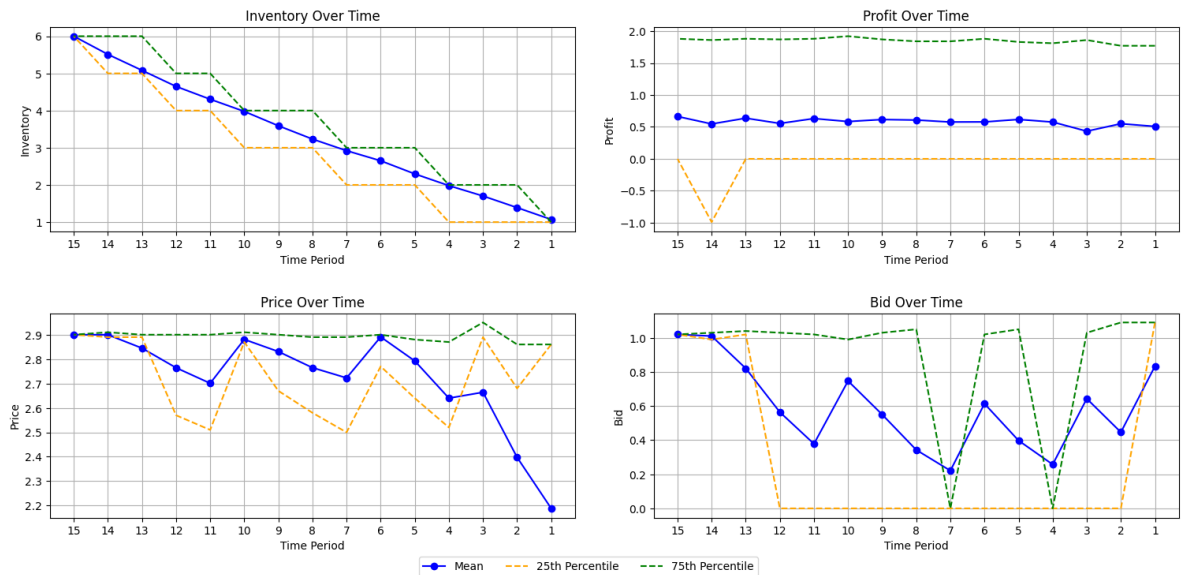 Inventory Over Time
6
5
4
3
2
1
Inventory
15 14 13 12 11 10 9 8 7 6 5 4 3 2 1
Time Period
Profit Over Time
2.0
1.5
1.0
0.5
0.0
−0.5
−1.0
Profit
15 14 13 12 11 10 9 8 7 6 5 4 3 2 1
Time Period
Price Over Time
2.9
2.8
2.7
2.6
2.5
2.4
2.3
2.2
Price
15 14 13 12 11 10 9 8 7 6 5 4 3 2 1
Time Period
Bid Over Time
1.0
0.8
0.6
0.4
0.2
0.0
Bid
15 14 13 12 11 10 9 8 7 6 5 4 3 2 1
Time Period
Mean 25th Percentile 75th Percentile